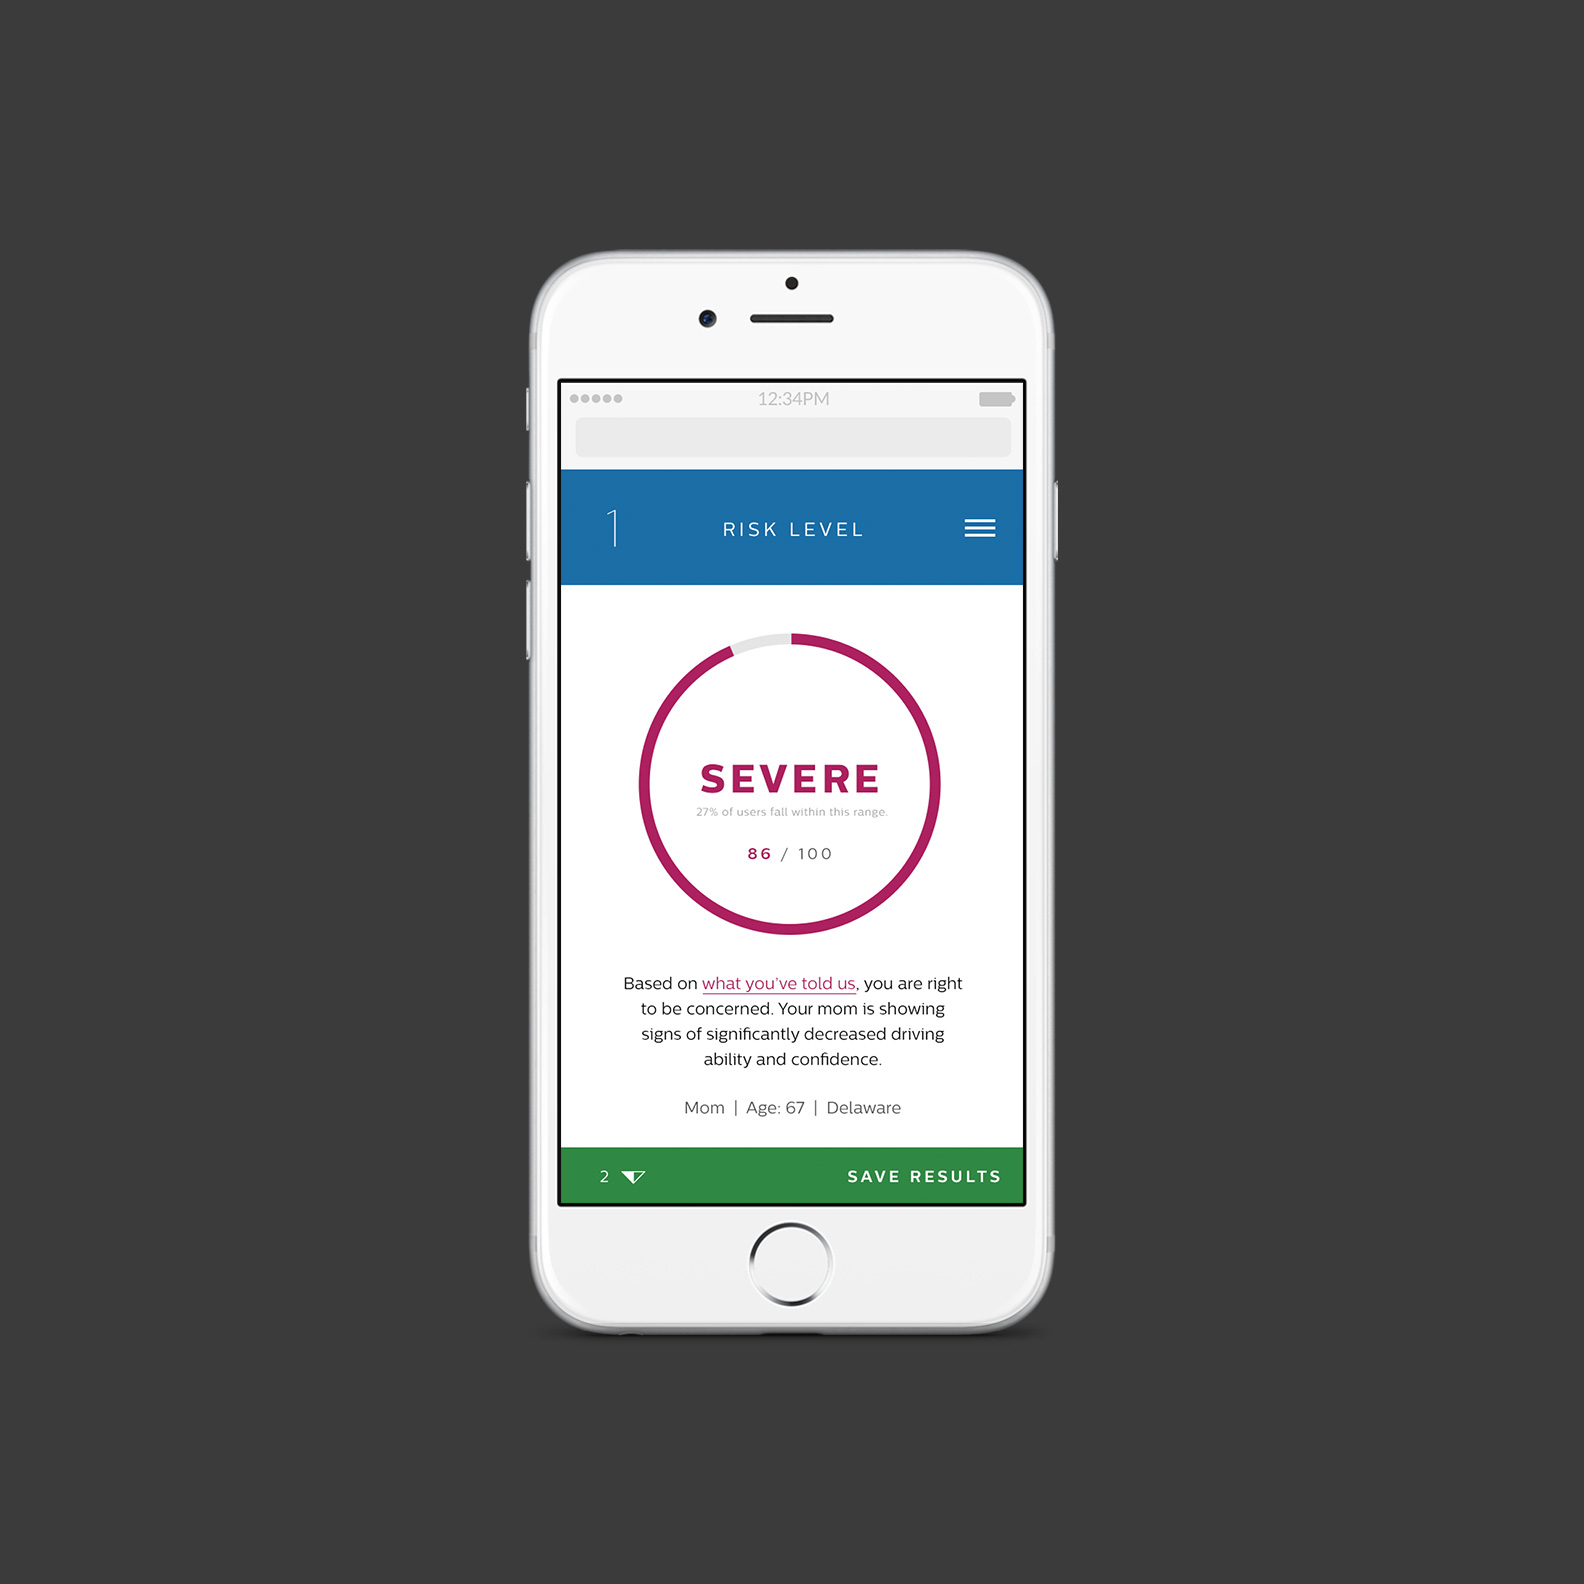 12:34PM
1 RISK LEVEL
SEVERE
27% of users fall within this range.
86 / 100
Based on what you've told us, you are right
to be concerned. Your mom is showing
signs of significantly decreased driving
ability and confidence.
Mom | Age: 67 | Delaware
2 SAVE RESULTS